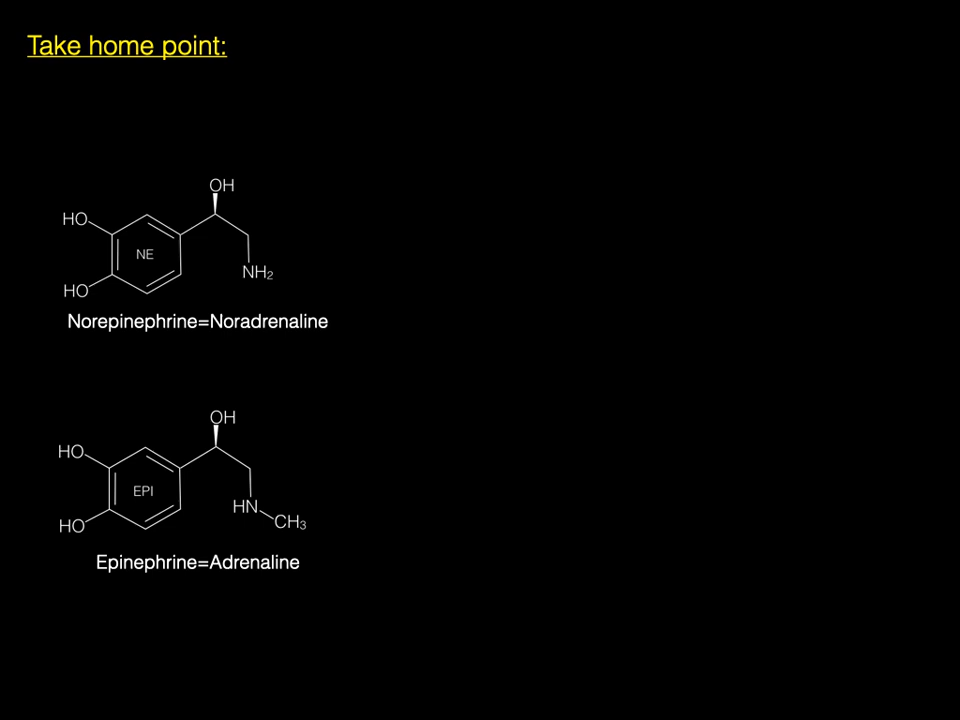 Take home point:
OH
HO
NE
NH₂
HO
Norepinephrine=Noradrenaline
OH
HO
EPI
HN
CH₃
HO
Epinephrine=Adrenaline